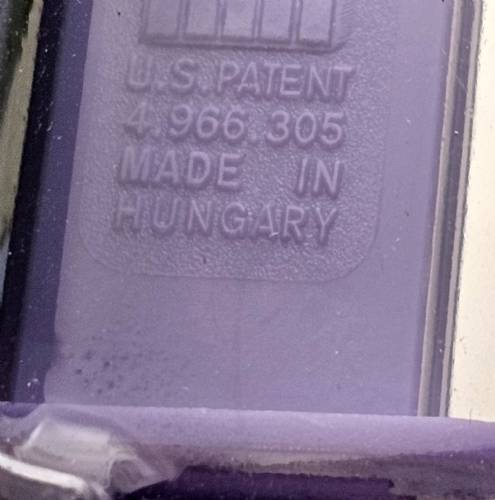 U.S. PATENT
4.966.305
MADE IN
HUNGARY